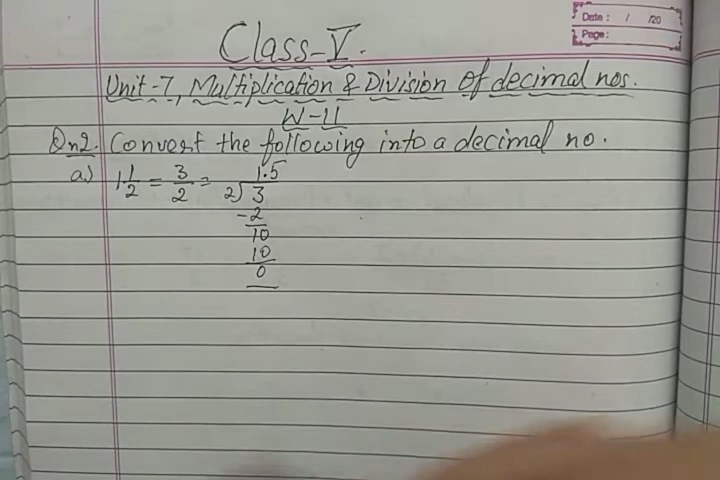 Date: / /20
Page:
Class-V.
Unit-7, Multiplication & Division of decimal nos.
W-11
Qn2. Convert the following into a decimal no.
a.) 1 1/2 = 3/2 = 2)3 1.5
-2
10
10
0